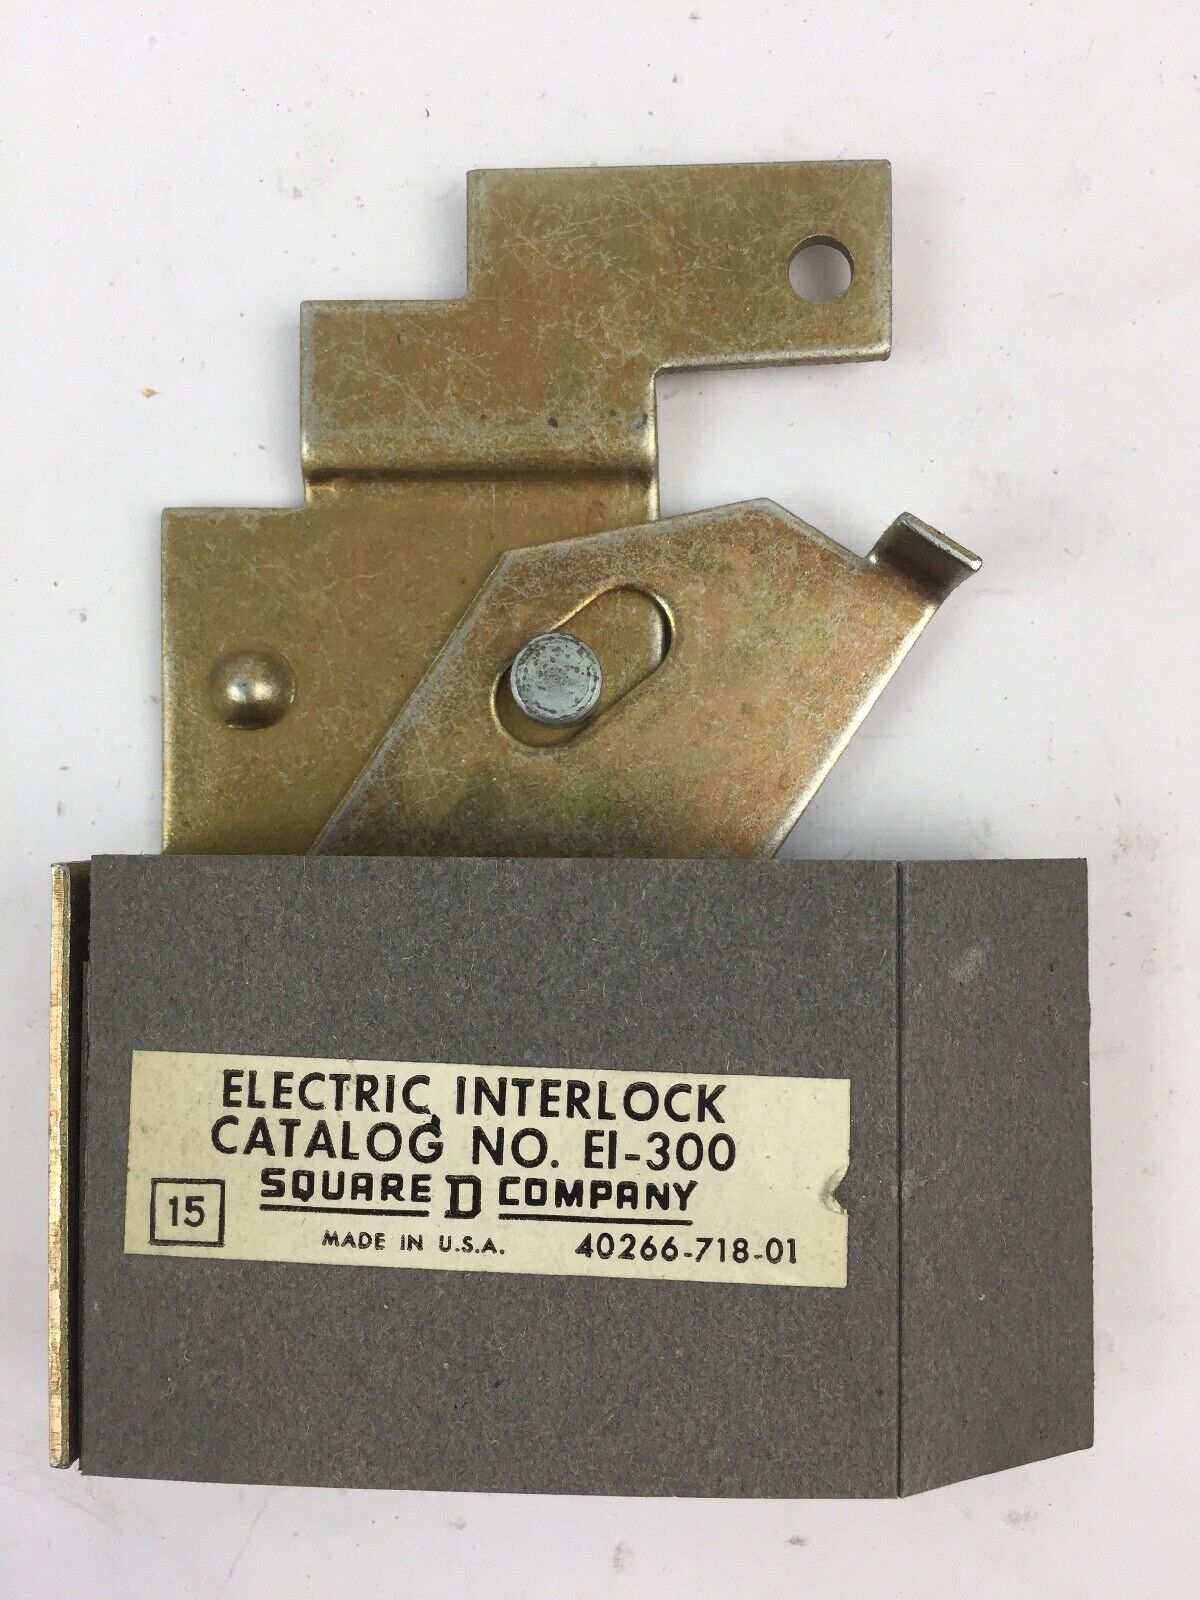 ELECTRIC INTERLOCK
CATALOG NO. EI-300
SQUARE D COMPANY
15
MADE IN U.S.A. 40266-718-01